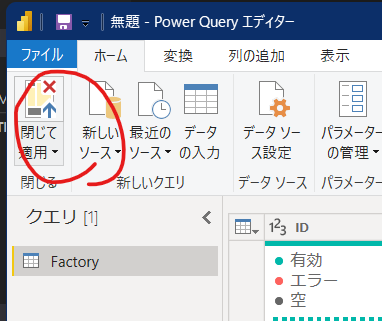 無題 - Power Query エディター
ファイル ホーム 変換 列の追加 表示
閉じて
適用
新しい
ソース
最近の
ソース
データ
の入力
データ ソー
ス設定
パラメーター
の管理
閉じる 新しいクエリ データ ソース パラメーター
クエリ [1]
Factory
123 ID
有効
エラー
空